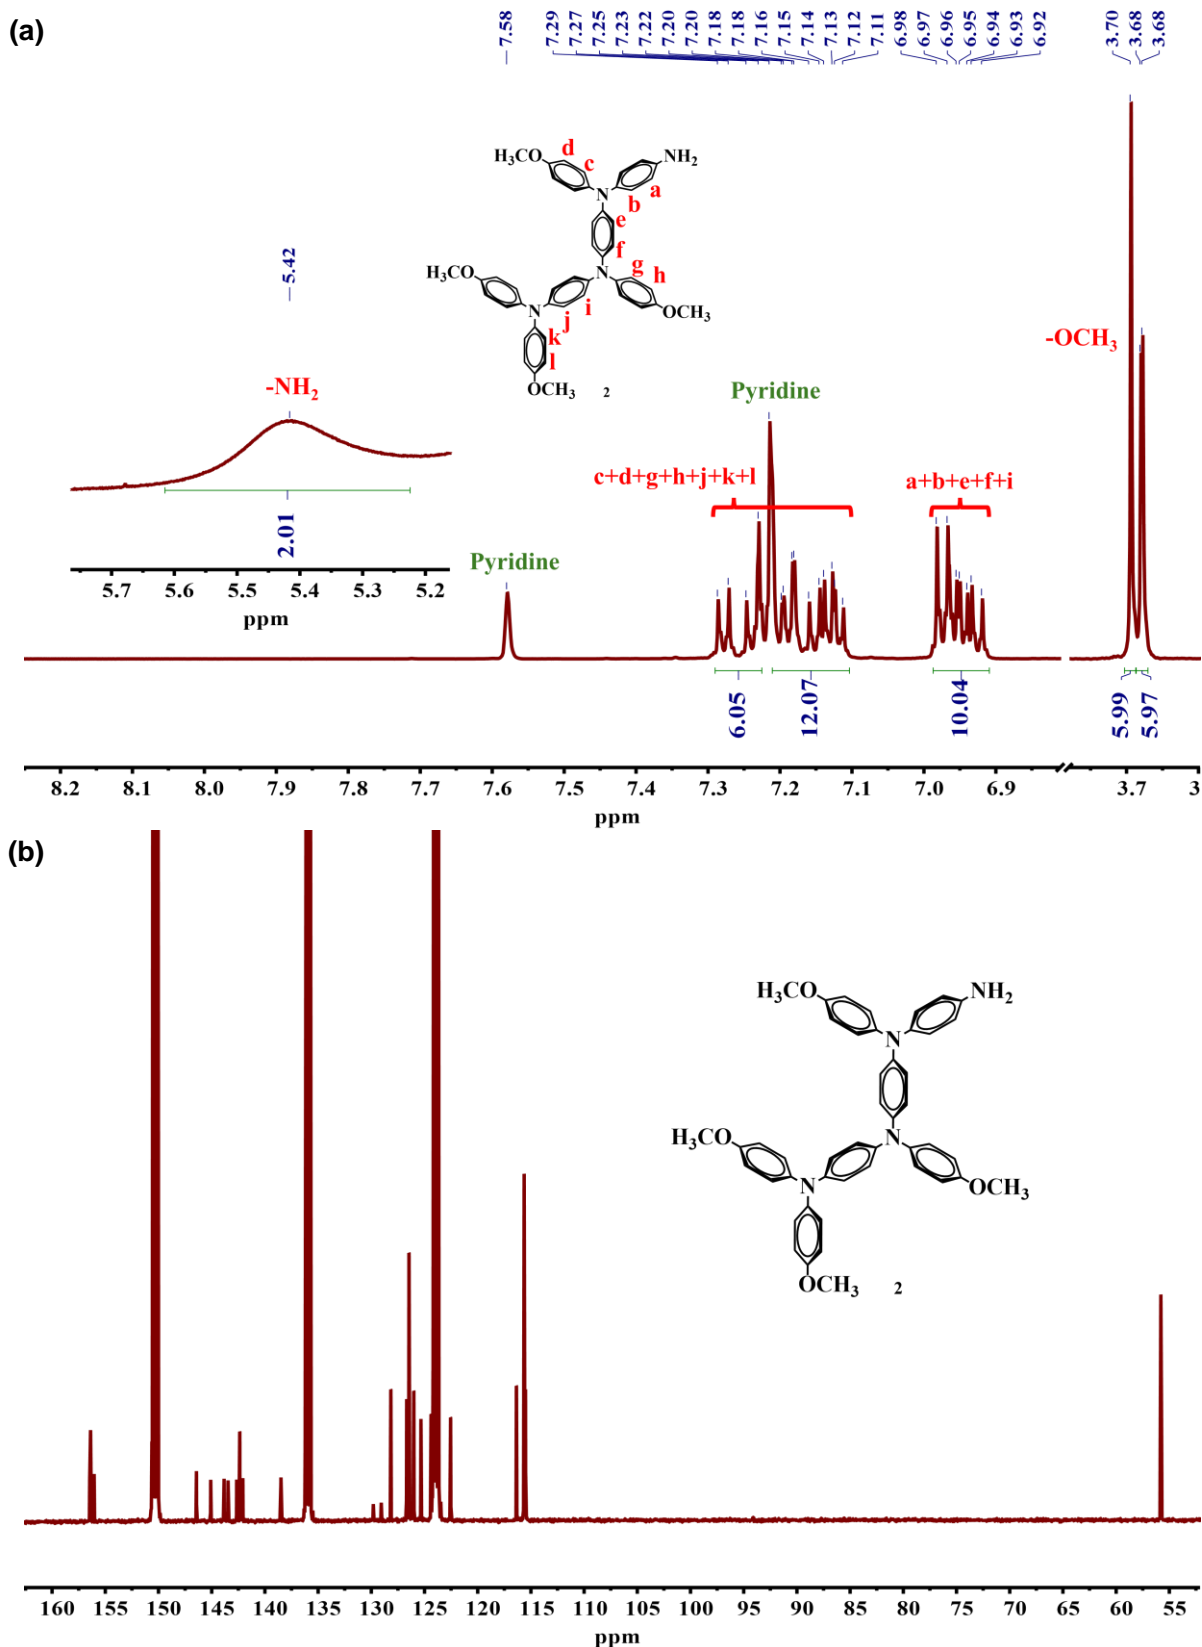 (a)
7.58
7.29
7.27
7.25
7.23
7.22
7.20
7.20
7.18
7.18
7.16
7.15
7.14
7.13
7.12
7.11
6.98
6.97
6.96
6.95
6.94
6.93
6.92
3.70
3.68
3.68
H₃CO d c NH₂
N a
b
e
f
H₃CO N g h
i OCH₃
N j
k
l
OCH₃ 2
5.42
-NH₂
2.01
5.7 5.6 5.5 5.4 5.3 5.2
ppm
Pyridine
Pyridine
c+d+g+h+j+k+l
a+b+e+f+i
-OCH₃
6.05
12.07
10.04
5.99
5.97
8.2 8.1 8.0 7.9 7.8 7.7 7.6 7.5 7.4 7.3 7.2 7.1 7.0 6.9 3.7 3
ppm
(b)
H₃CO NH₂
N
H₃CO N
N OCH₃
OCH₃ 2
160 155 150 145 140 135 130 125 120 115 110 105 100 95 90 85 80 75 70 65 60 55
ppm